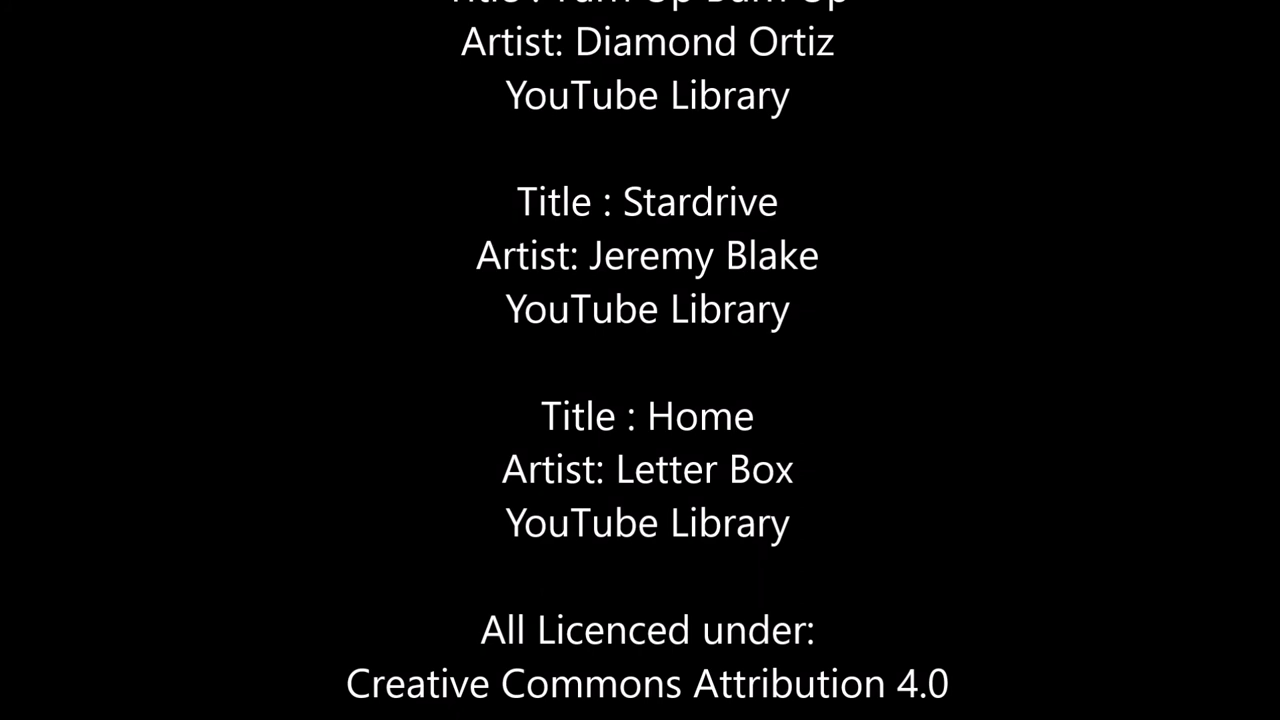 Artist: Diamond Ortiz
YouTube Library
Title : Stardrive
Artist: Jeremy Blake
YouTube Library
Title : Home
Artist: Letter Box
YouTube Library
All Licenced under:
Creative Commons Attribution 4.0